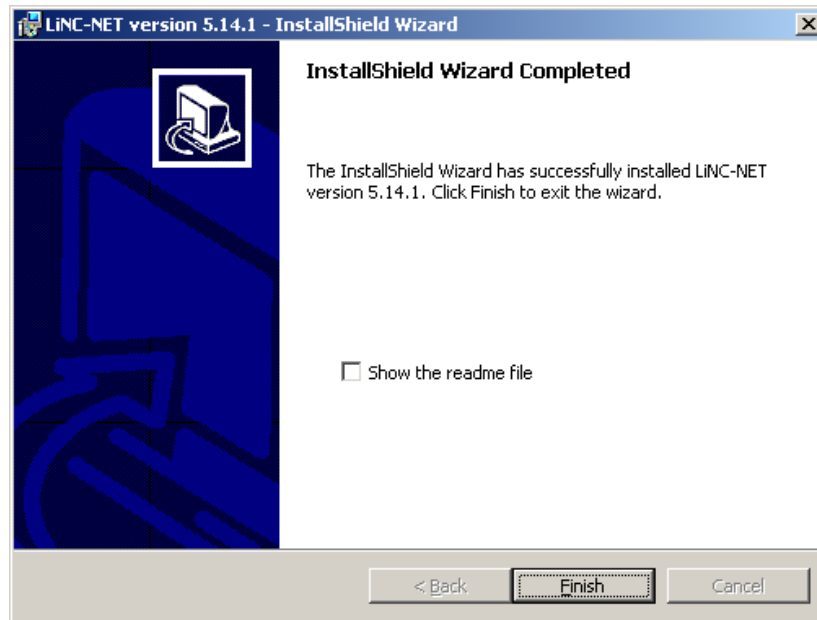 LiNC-NET version 5.14.1 - InstallShield Wizard
InstallShield Wizard Completed
The InstallShield Wizard has successfully installed LiNC-NET
version 5.14.1. Click Finish to exit the wizard.
Show the readme file
< Back
Finish
Cancel